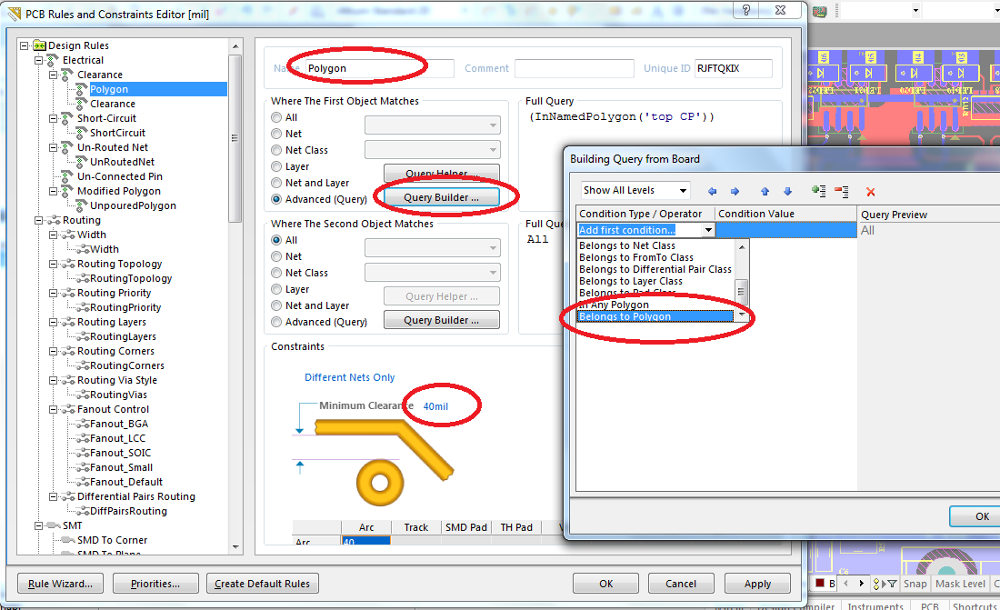 PCB Rules and Constraints Editor [mil]
Design Rules
Electrical
Clearance
Polygon
Clearance
Short-Circuit
ShortCircuit
Un-Routed Net
UnRoutedNet
Un-Connected Pin
Modified Polygon
UnpouredPolygon
Routing
Width
Width
Routing Topology
RoutingTopology
Routing Priority
RoutingPriority
Routing Layers
RoutingLayers
Routing Corners
RoutingCorners
Routing Via Style
RoutingVias
Fanout Control
Fanout_BGA
Fanout_LCC
Fanout_SOIC
Fanout_Small
Fanout_Default
Differential Pairs Routing
DiffPairsRouting
SMT
SMD To Corner
SMD To Plane
Name Polygon Comment Unique ID RJFTQKIX
Where The First Object Matches
All
Net
Net Class
Layer
Net and Layer
Advanced (Query)
Query Helper ...
Query Builder ...
Full Query
(InNamedPolygon('top CP'))
Where The Second Object Matches
All
Net
Net Class
Layer
Net and Layer
Advanced (Query)
Query Helper ...
Query Builder ...
Full Que
All
Constraints
Different Nets Only
Minimum Clearance 40mil
Arc Track SMD Pad TH Pad
Arc 40
Building Query from Board
Show All Levels
Condition Type / Operator Condition Value Query Preview
Add first condition... All
Belongs to Net Class
Belongs to FromTo Class
Belongs to Differential Pair Class
Belongs to Layer Class
Belongs to Pad Class
In Any Polygon
Belongs to Polygon
OK
Rule Wizard... Priorities... Create Default Rules OK Cancel Apply
B Snap Mask Level
Instruments PCB Shortcuts